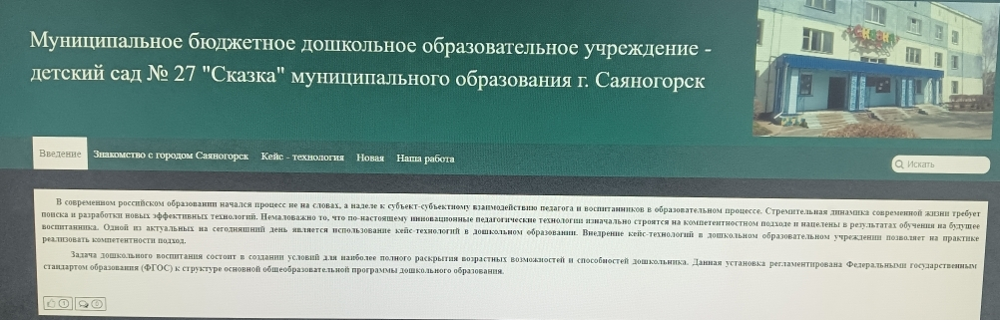 Муниципальное бюджетное дошкольное образовательное учреждение -
детский сад № 27 "Сказка" муниципального образования г. Саяногорск
Введение Знакомство с городом Саяногорск Кейс - технология Новая Наша работа
Искать
В современном российском образовании начался процесс не на словах, а наделе к субъект-субъектному взаимодействию педагога и воспитанников в образовательном процессе. Стремительная динамика современной жизни требует
поиска и разработки новых эффективных технологий. Немаловажно то, что по-настоящему инновационные педагогические технологии изначально строятся на компетентностном подходе и нацелены в результатах обучения на будущее
воспитанника. Одной из актуальных на сегодняшний день является использование кейс-технологий в дошкольном образовании. Внедрение кейс-технологий в дошкольном образовательном учреждении позволяет на практике
реализовать компетентности подход.
Задача дошкольного воспитания состоит в создании условий для наиболее полного раскрытия возрастных возможностей и способностей дошкольника. Данная установка регламентирована Федеральными государственным
стандартом образования (ФГОС) к структуре основной общеобразовательной программы дошкольного образования.
1 0